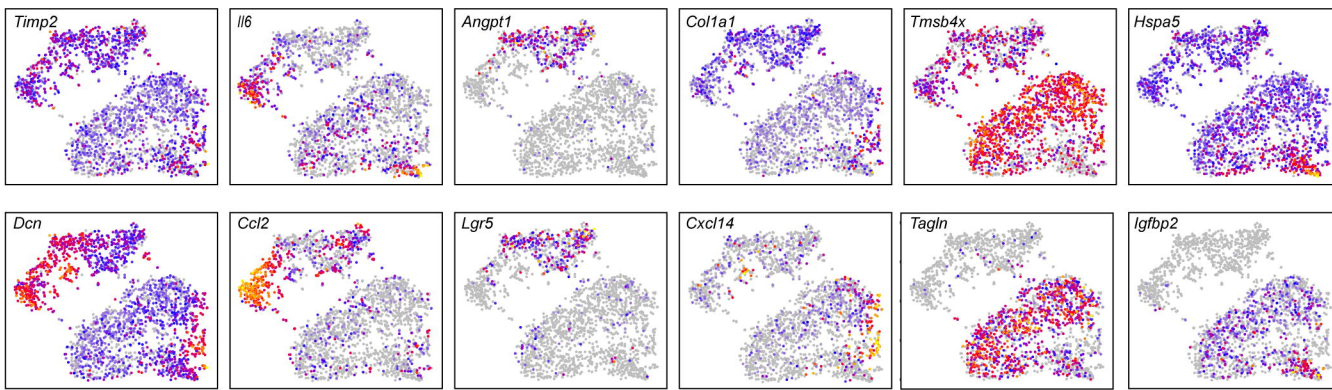 Timp2
Il6
Angpt1
Col1a1
Tmsb4x
Hspa5
Dcn
Ccl2
Lgr5
Cxcl14
Tagln
Igfbp2